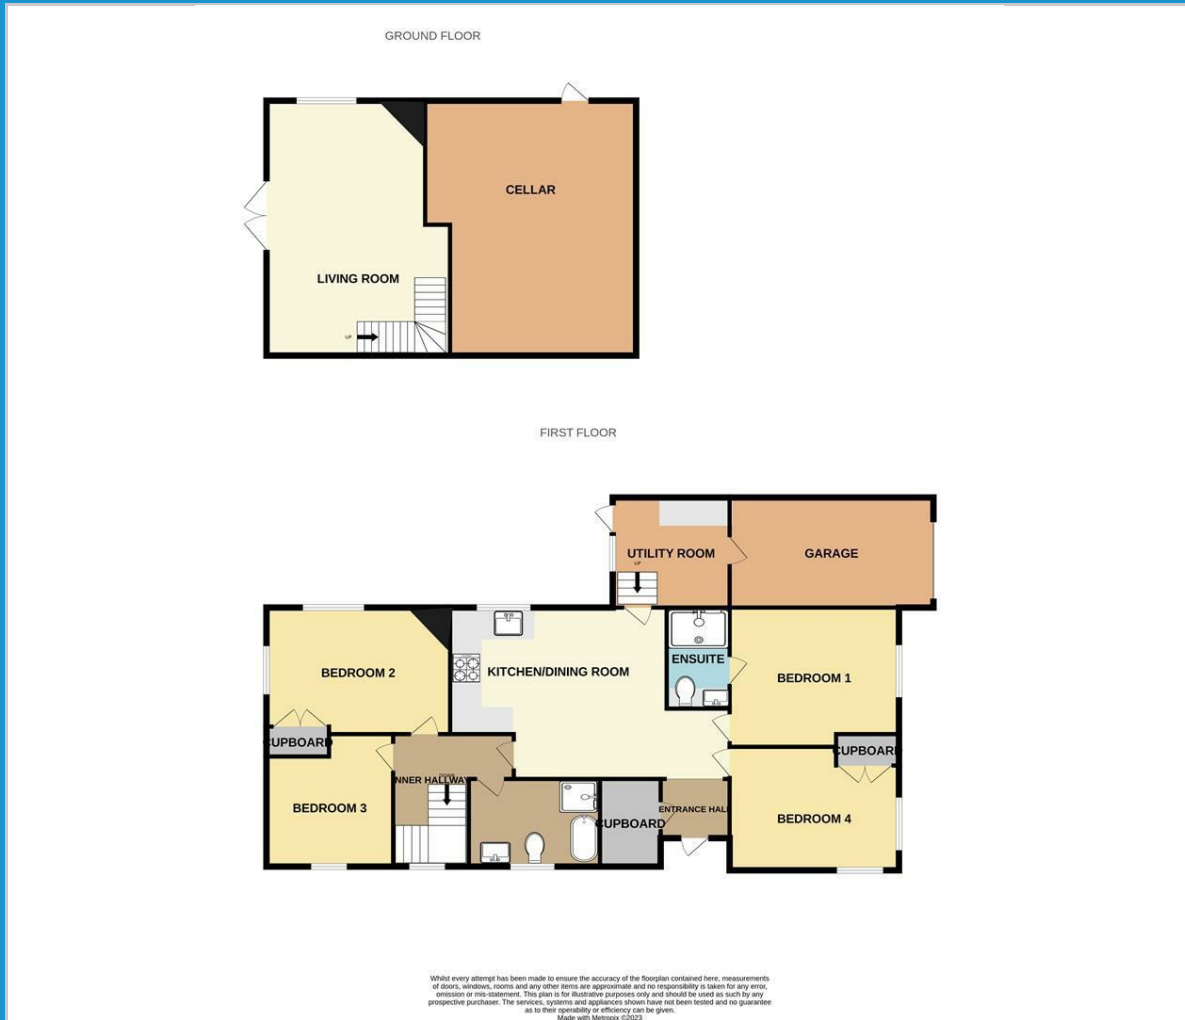 GROUND FLOOR
CELLAR
LIVING ROOM
UP
FIRST FLOOR
UTILITY ROOM
UP
GARAGE
ENSUITE
KITCHEN/DINING ROOM
BEDROOM 2
BEDROOM 1
CUPBOARD
CUPBOARD
INNER HALLWAY
DOWN
BEDROOM 3
ENTRANCE HALL
CUPBOARD
BEDROOM 4
Whilst every attempt has been made to ensure the accuracy of the floorplan contained here, measurements
of doors, windows, rooms and any other items are approximate and no responsibility is taken for any error,
omission or mis-statement. This plan is for illustrative purposes only and should be used as such by any
prospective purchaser. The services, systems and appliances shown have not been tested and no guarantee
as to their operability or efficiency can be given.
Made with Metropix ©2023